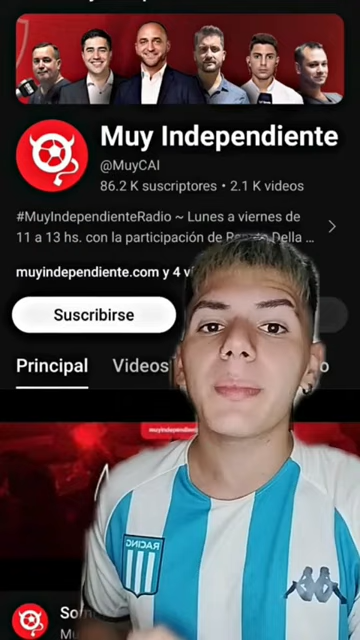 Muy Independiente
@MuyCAI
86.2 K suscriptores • 2.1 K videos
#MuyIndependienteRadio ~ Lunes a viernes de
11 a 13 hs. con la participación de Della ...
muyindependiente.com y 4
Suscribirse
Principal Videos
RACING